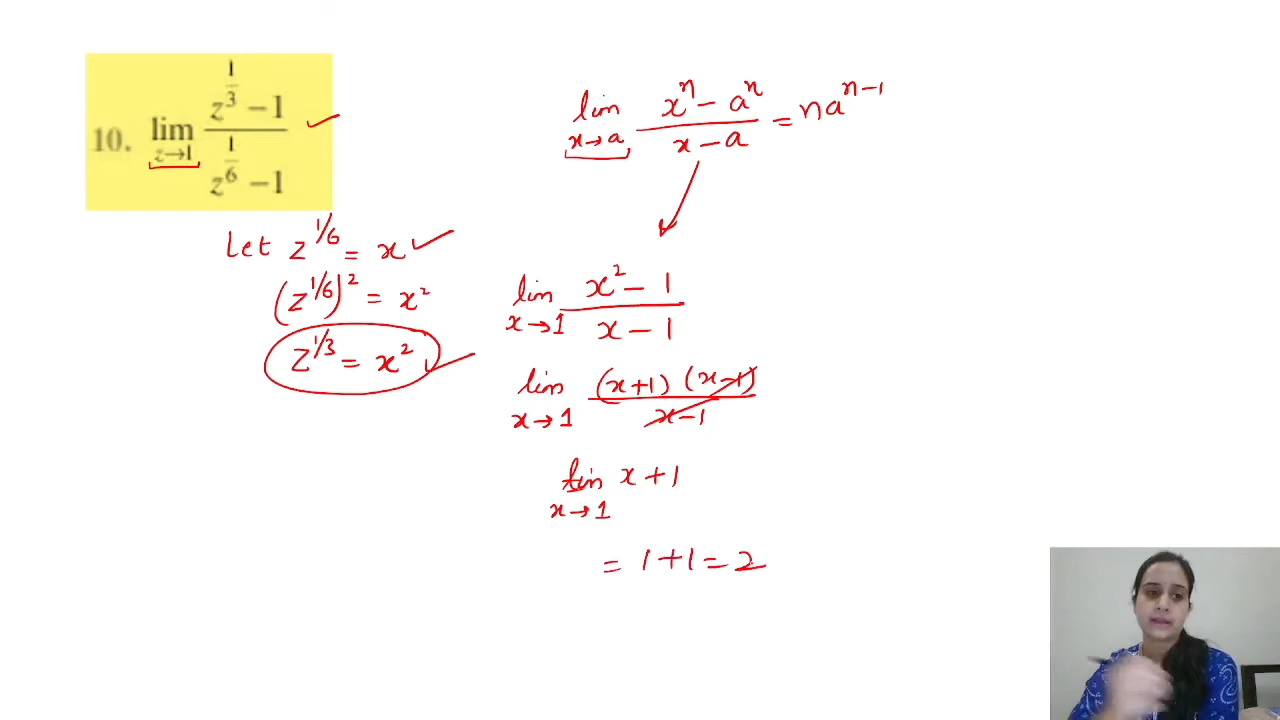 10. lim z→1 (z^(1/3) − 1)/(z^(1/6) − 1)
Let z^(1/6) = x
(z^(1/6))^2 = x^2
z^(1/3) = x^2
lim x→a (x^n − a^n)/(x − a) = na^(n−1)
lim x→1 (x^2 − 1)/(x − 1)
lim x→1 (x+1)(x−1)/(x−1)
lim x→1 x + 1
= 1 + 1 = 2